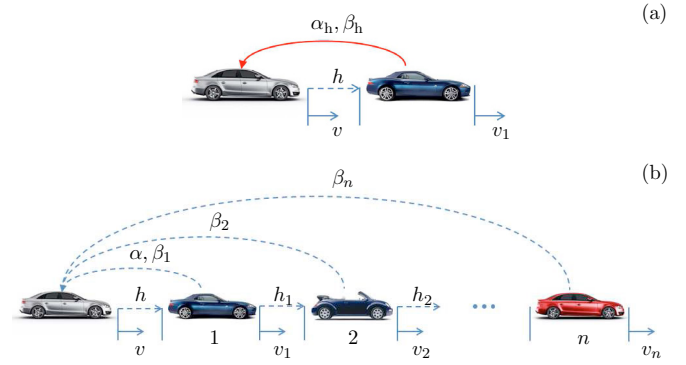 (a)
αh, βh
h
v v1
(b)
βn
β2
α, β1
h h1 h2 ...
1 2 n
v v1 v2 vn